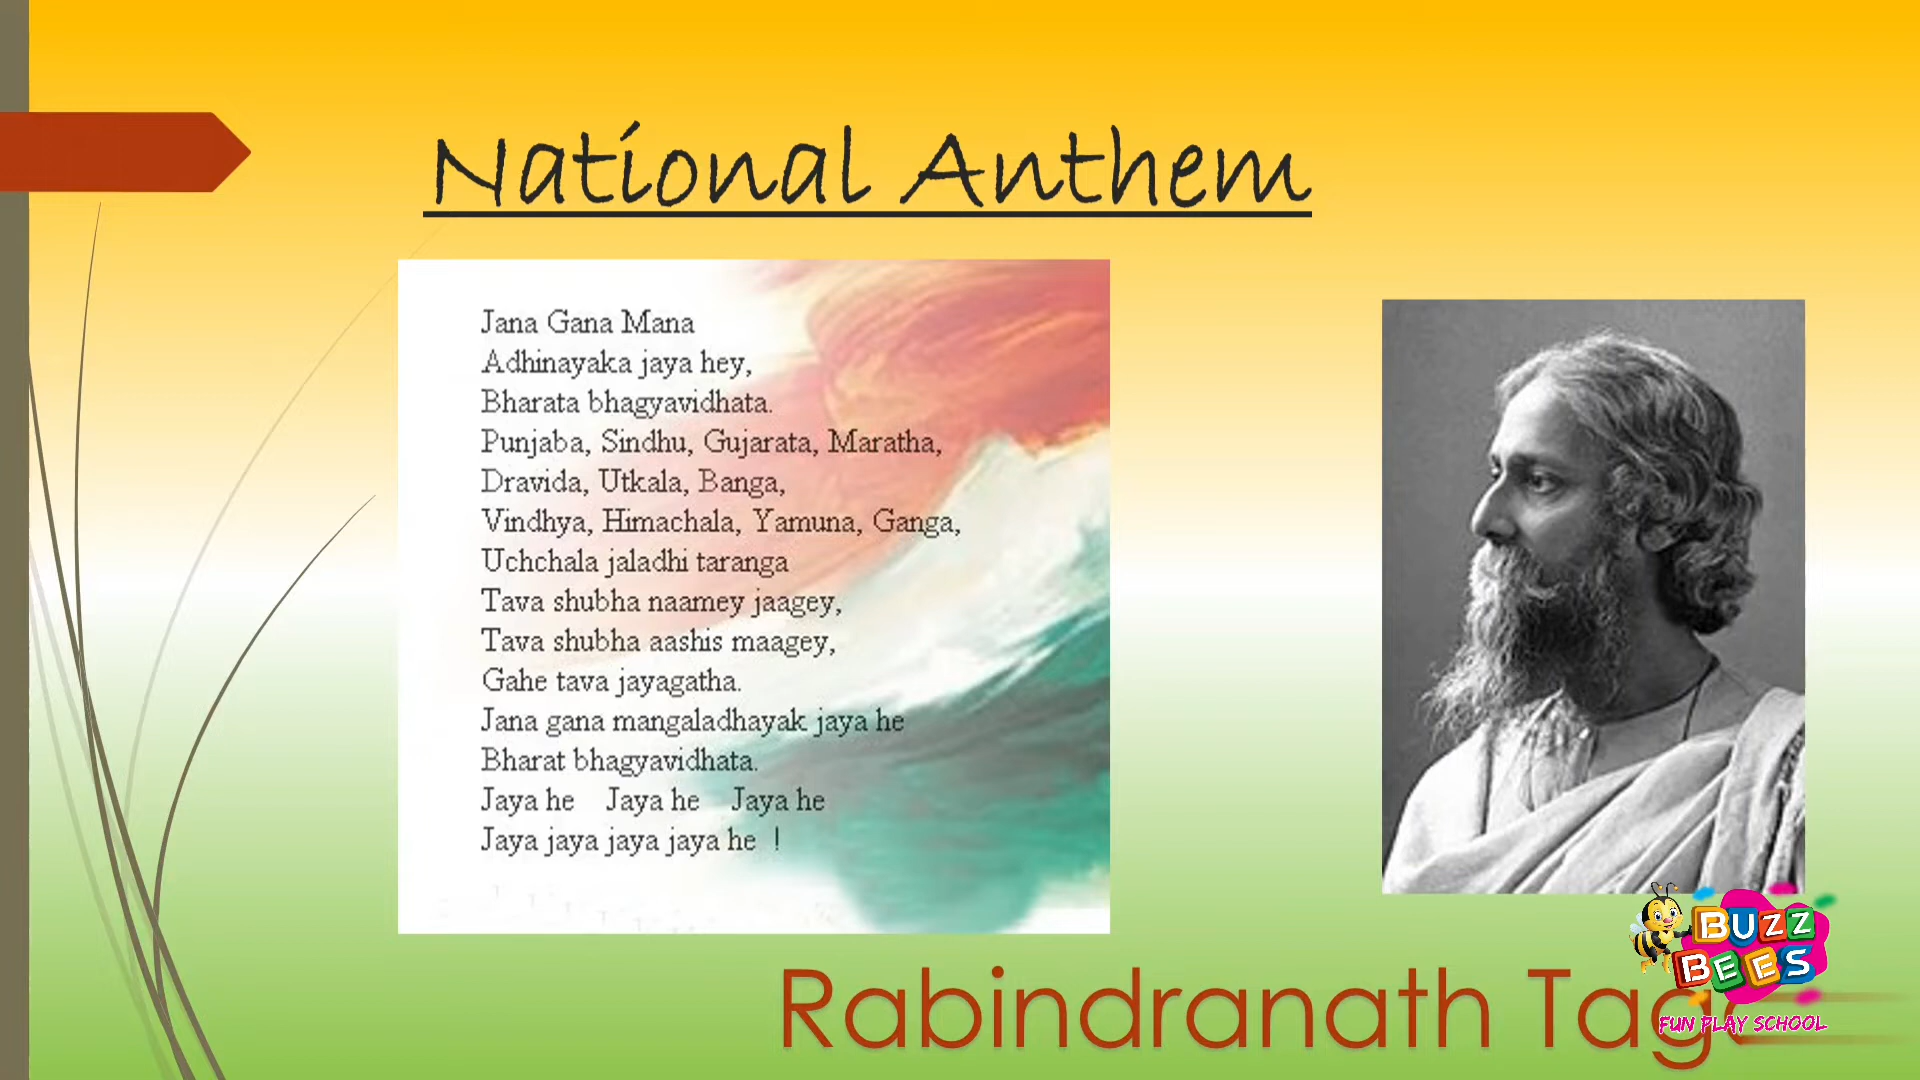 National Anthem
Jana Gana Mana
Adhinayaka jaya hey,
Bharata bhagyavidhata.
Punjaba, Sindhu, Gujarata, Maratha,
Dravida, Utkala, Banga,
Vindhya, Himachala, Yamuna, Ganga,
Uchchala jaladhi taranga
Tava shubha naamey jaagey,
Tava shubha aashis maagey,
Gahe tava jayagatha.
Jana gana mangaladhayak jaya he
Bharat bhagyavidhata.
Jaya he Jaya he Jaya he
Jaya jaya jaya jaya he !
Rabindranath
BUZZ
BEES
FUN PLAY SCHOOL